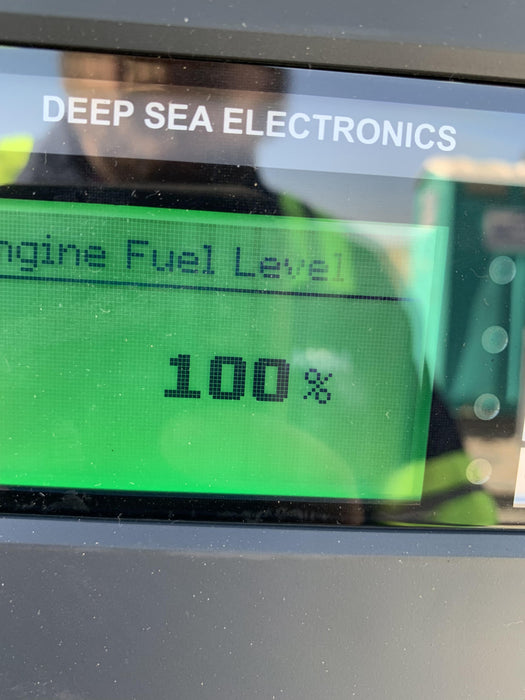 DEEP SEA ELECTRONICS
ngine Fuel Level
100 %